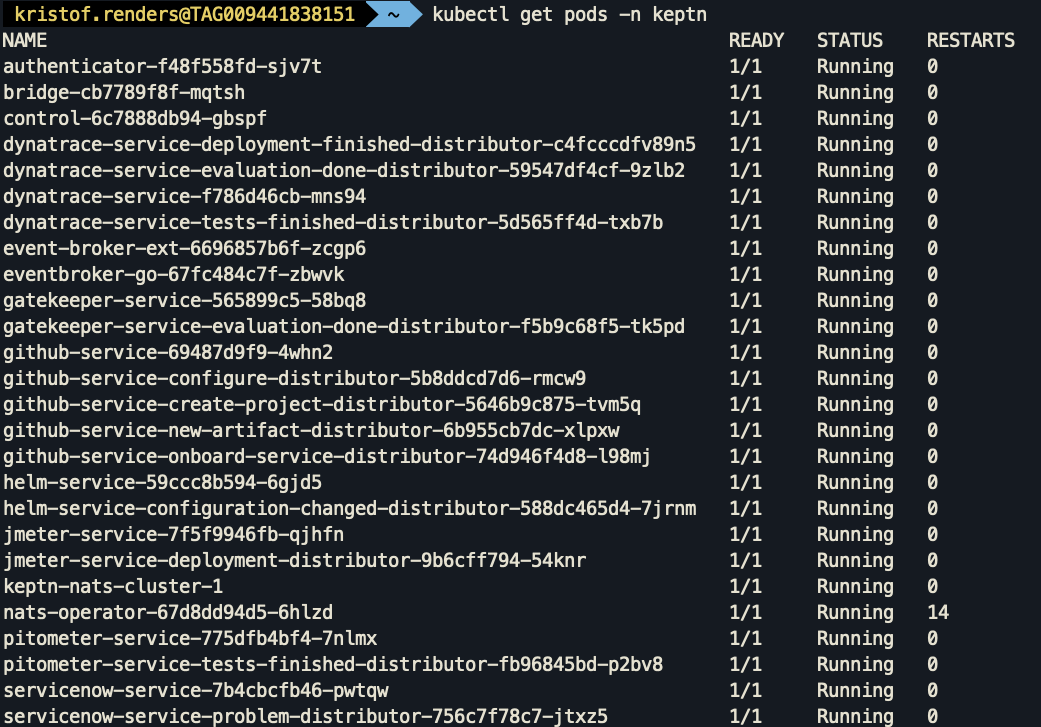 kristof.renders@TAG009441838151 ~ kubectl get pods -n keptn
NAME READY STATUS RESTARTS
authenticator-f48f558fd-sjv7t 1/1 Running 0
bridge-cb7789f8f-mqtsh 1/1 Running 0
control-6c7888db94-gbspf 1/1 Running 0
dynatrace-service-deployment-finished-distributor-c4fcccdfv89n5 1/1 Running 0
dynatrace-service-evaluation-done-distributor-59547df4cf-9zlb2 1/1 Running 0
dynatrace-service-f786d46cb-mns94 1/1 Running 0
dynatrace-service-tests-finished-distributor-5d565ff4d-txb7b 1/1 Running 0
event-broker-ext-6696857b6f-zcgp6 1/1 Running 0
eventbroker-go-67fc484c7f-zbwvk 1/1 Running 0
gatekeeper-service-565899c5-58bq8 1/1 Running 0
gatekeeper-service-evaluation-done-distributor-f5b9c68f5-tk5pd 1/1 Running 0
github-service-69487d9f9-4whn2 1/1 Running 0
github-service-configure-distributor-5b8ddcd7d6-rmcw9 1/1 Running 0
github-service-create-project-distributor-5646b9c875-tvm5q 1/1 Running 0
github-service-new-artifact-distributor-6b955cb7dc-xlpxw 1/1 Running 0
github-service-onboard-service-distributor-74d946f4d8-l98mj 1/1 Running 0
helm-service-59ccc8b594-6gjd5 1/1 Running 0
helm-service-configuration-changed-distributor-588dc465d4-7jrnm 1/1 Running 0
jmeter-service-7f5f9946fb-qjhfn 1/1 Running 0
jmeter-service-deployment-distributor-9b6cff794-54knr 1/1 Running 0
keptn-nats-cluster-1 1/1 Running 0
nats-operator-67d8dd94d5-6hlzd 1/1 Running 14
pitometer-service-775dfb4bf4-7nlmx 1/1 Running 0
pitometer-service-tests-finished-distributor-fb96845bd-p2bv8 1/1 Running 0
servicenow-service-7b4cbcfb46-pwtqw 1/1 Running 0
servicenow-service-problem-distributor-756c7f78c7-jtxz5 1/1 Running 0